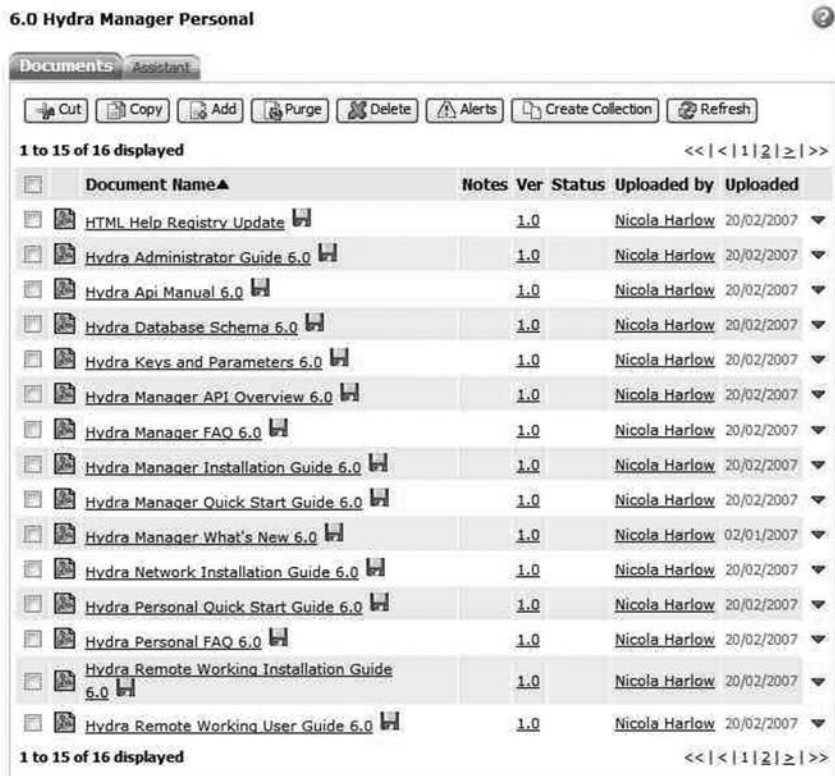 6.0 Hydra Manager Personal
?
Documents Assistant
Cut Copy Add Purge Delete Alerts Create Collection Refresh
1 to 15 of 16 displayed << | < | 1 | 2 | > | >>
Document Name▲ Notes Ver Status Uploaded by Uploaded
HTML Help Registry Update 1.0 Nicola Harlow 20/02/2007
Hydra Administrator Guide 6.0 1.0 Nicola Harlow 20/02/2007
Hydra Api Manual 6.0 1.0 Nicola Harlow 20/02/2007
Hydra Database Schema 6.0 1.0 Nicola Harlow 20/02/2007
Hydra Keys and Parameters 6.0 1.0 Nicola Harlow 20/02/2007
Hydra Manager API Overview 6.0 1.0 Nicola Harlow 20/02/2007
Hydra Manager FAQ 6.0 1.0 Nicola Harlow 20/02/2007
Hydra Manager Installation Guide 6.0 1.0 Nicola Harlow 20/02/2007
Hydra Manager Quick Start Guide 6.0 1.0 Nicola Harlow 20/02/2007
Hydra Manager What's New 6.0 1.0 Nicola Harlow 02/01/2007
Hydra Network Installation Guide 6.0 1.0 Nicola Harlow 20/02/2007
Hydra Personal Quick Start Guide 6.0 1.0 Nicola Harlow 20/02/2007
Hydra Personal FAQ 6.0 1.0 Nicola Harlow 20/02/2007
Hydra Remote Working Installation Guide
6.0 1.0 Nicola Harlow 20/02/2007
Hydra Remote Working User Guide 6.0 1.0 Nicola Harlow 20/02/2007
1 to 15 of 16 displayed << | < | 1 | 2 | > | >>